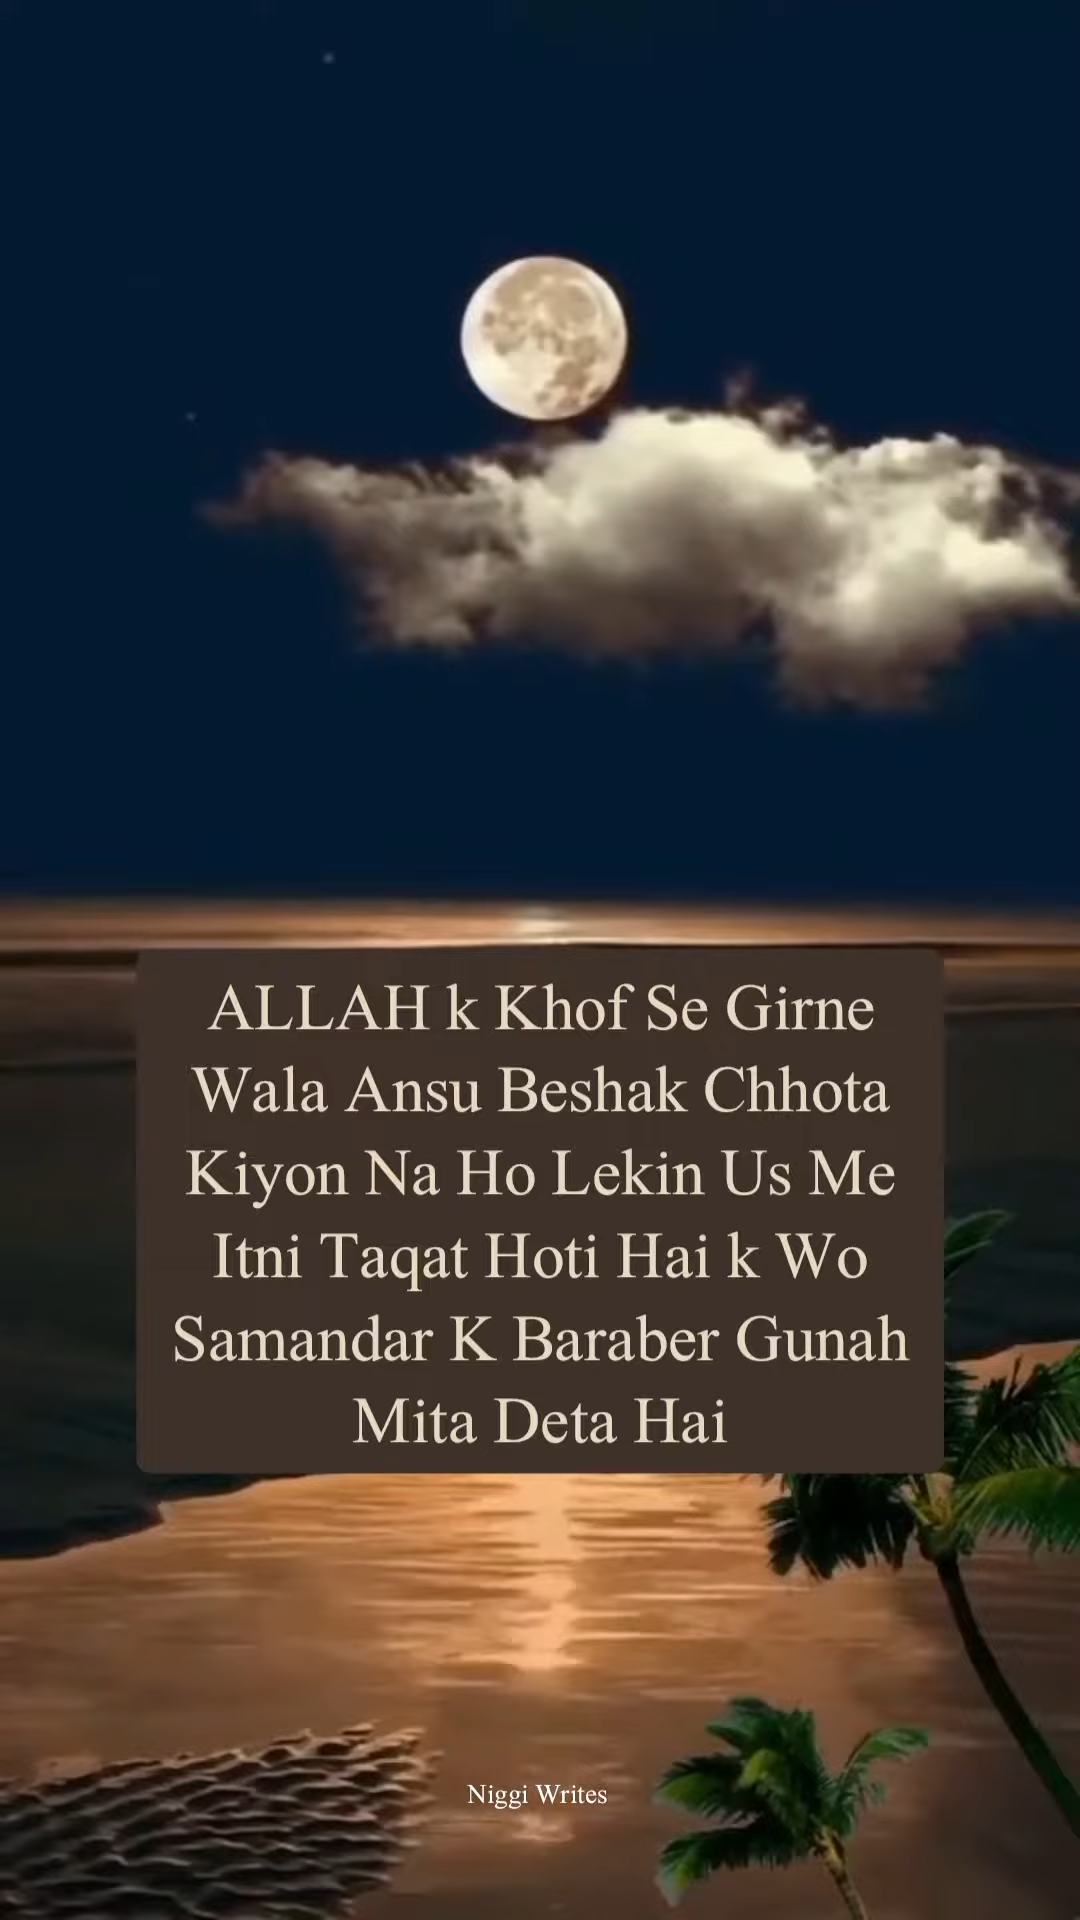 ALLAH k Khof Se Girne
Wala Ansu Beshak Chhota
Kiyon Na Ho Lekin Us Me
Itni Taqat Hoti Hai k Wo
Samandar K Baraber Gunah
Mita Deta Hai
Niggi Writes